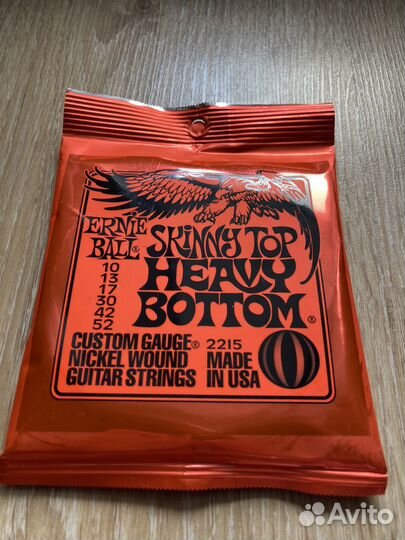 ERNIE BALL®
SKINNY TOP
HEAVY
BOTTOM®
10
13
17
30
42
52
CUSTOM GAUGE® 2215
NICKEL WOUND MADE
GUITAR STRINGS IN USA
Avito